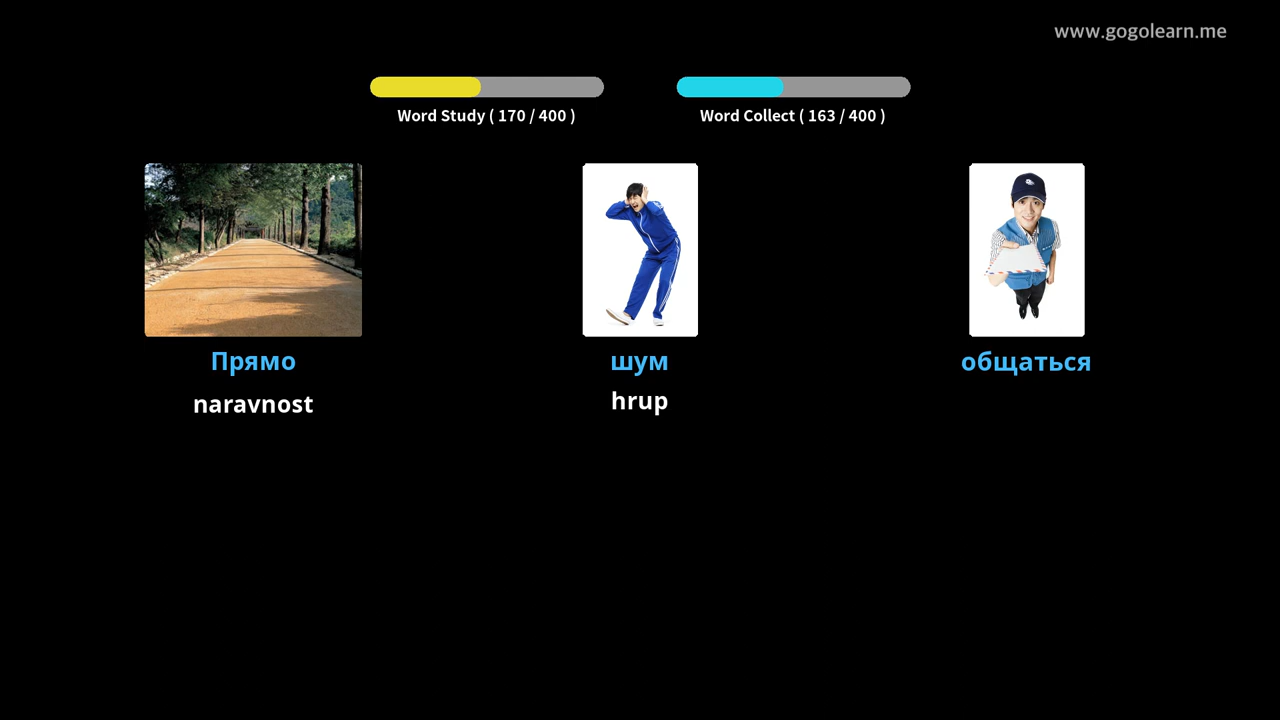 www.gogolearn.me
Word Study ( 170 / 400 )
Word Collect ( 163 / 400 )
Прямо
шум
общаться
naravnost
hrup